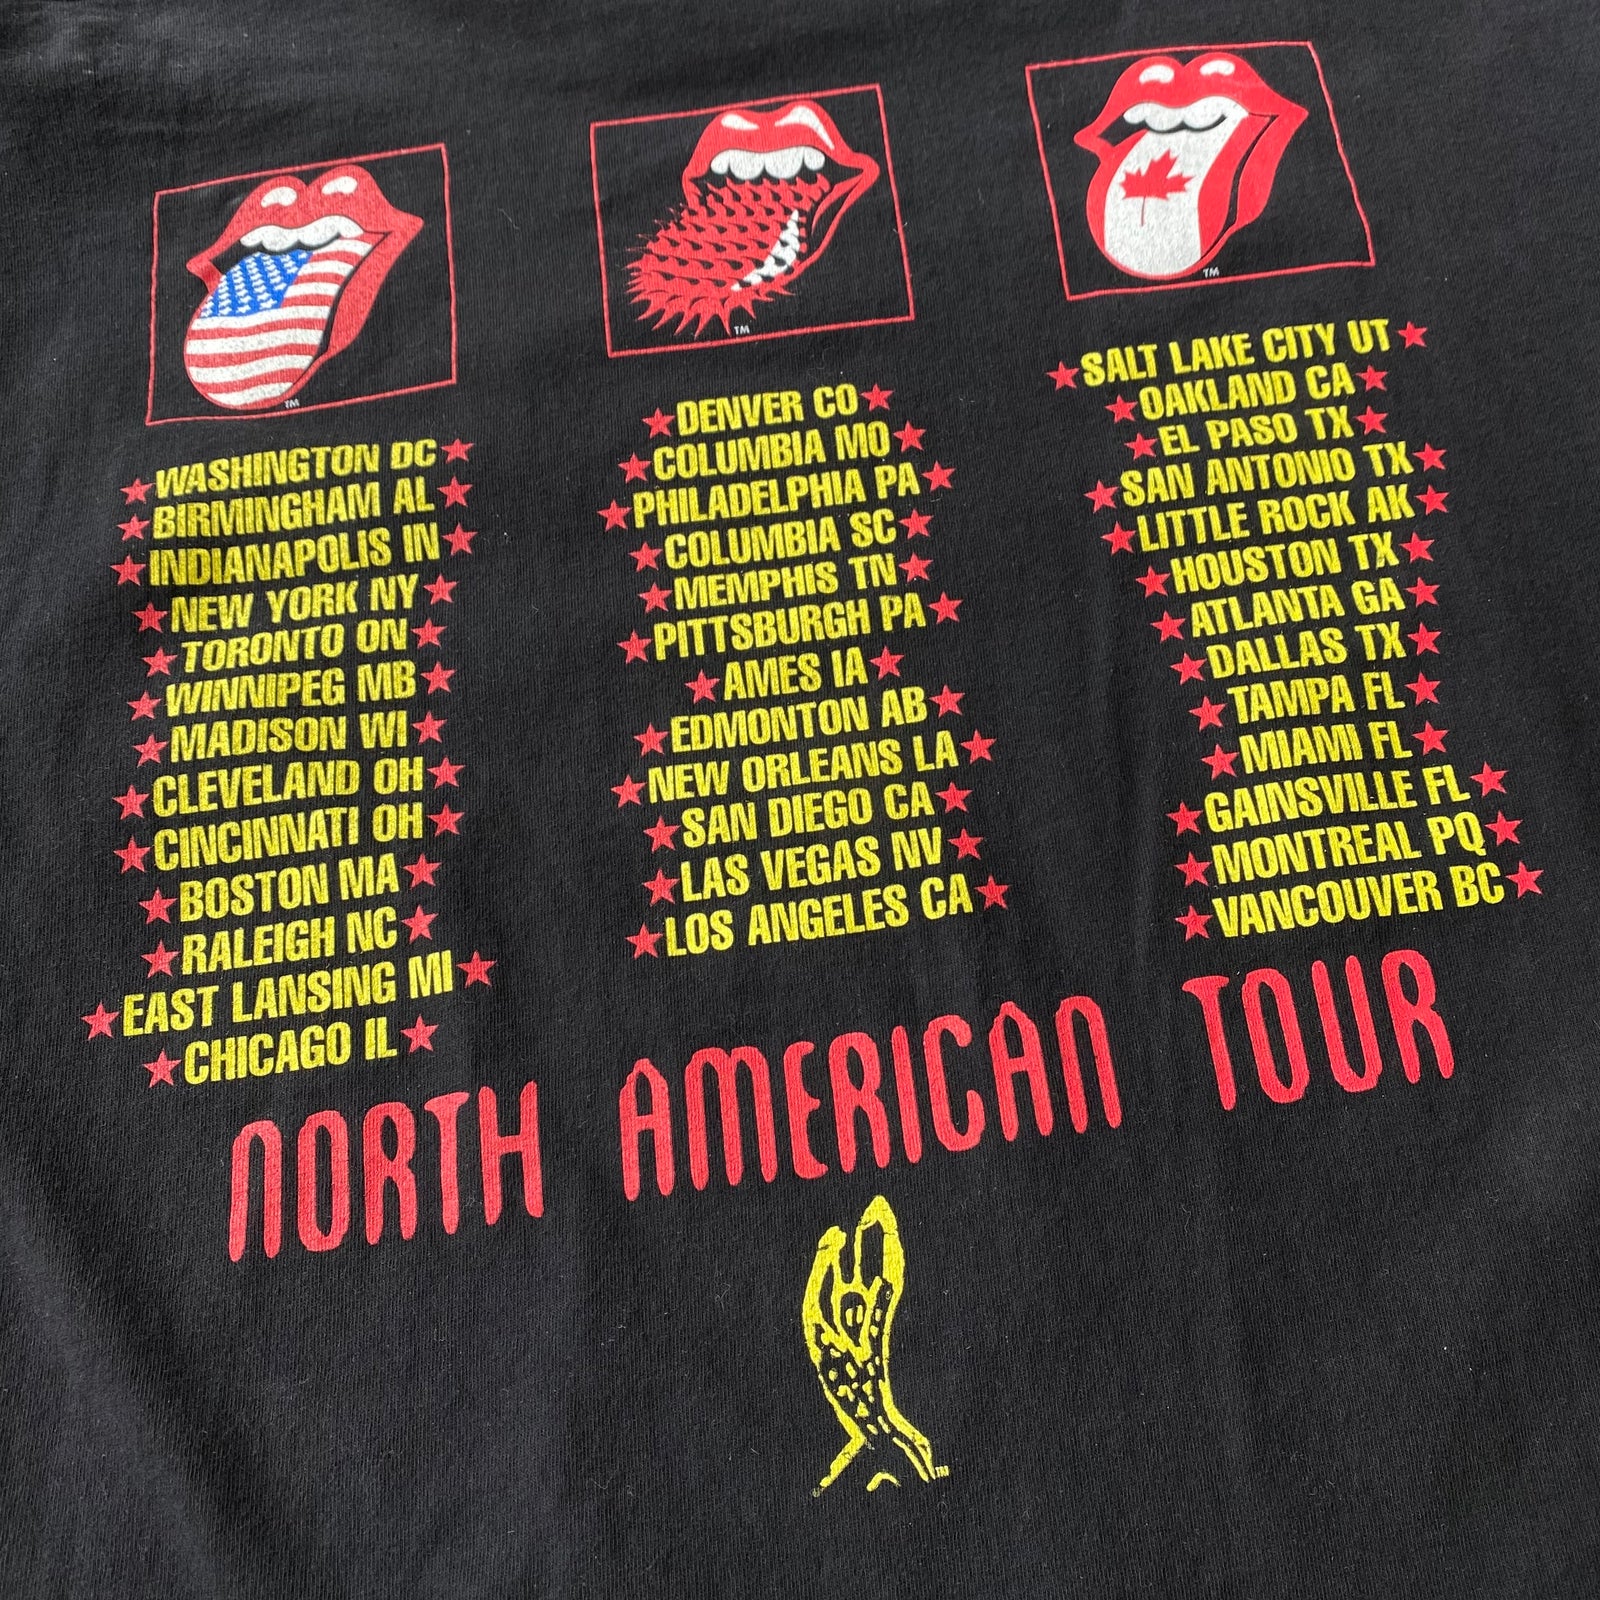 TM
TM
TM
WASHINGTON DC
BIRMINGHAM AL
INDIANAPOLIS IN
NEW YORK NY
TORONTO ON
WINNIPEG MB
MADISON WI
CLEVELAND OH
CINCINNATI OH
BOSTON MA
RALEIGH NC
EAST LANSING MI
CHICAGO IL
DENVER CO
COLUMBIA MO
PHILADELPHIA PA
COLUMBIA SC
MEMPHIS TN
PITTSBURGH PA
AMES IA
EDMONTON AB
NEW ORLEANS LA
SAN DIEGO CA
LAS VEGAS NV
LOS ANGELES CA
SALT LAKE CITY UT
OAKLAND CA
EL PASO TX
SAN ANTONIO TX
LITTLE ROCK AK
HOUSTON TX
ATLANTA GA
DALLAS TX
TAMPA FL
MIAMI FL
GAINSVILLE FL
MONTREAL PQ
VANCOUVER BC
NORTH AMERICAN TOUR
TM